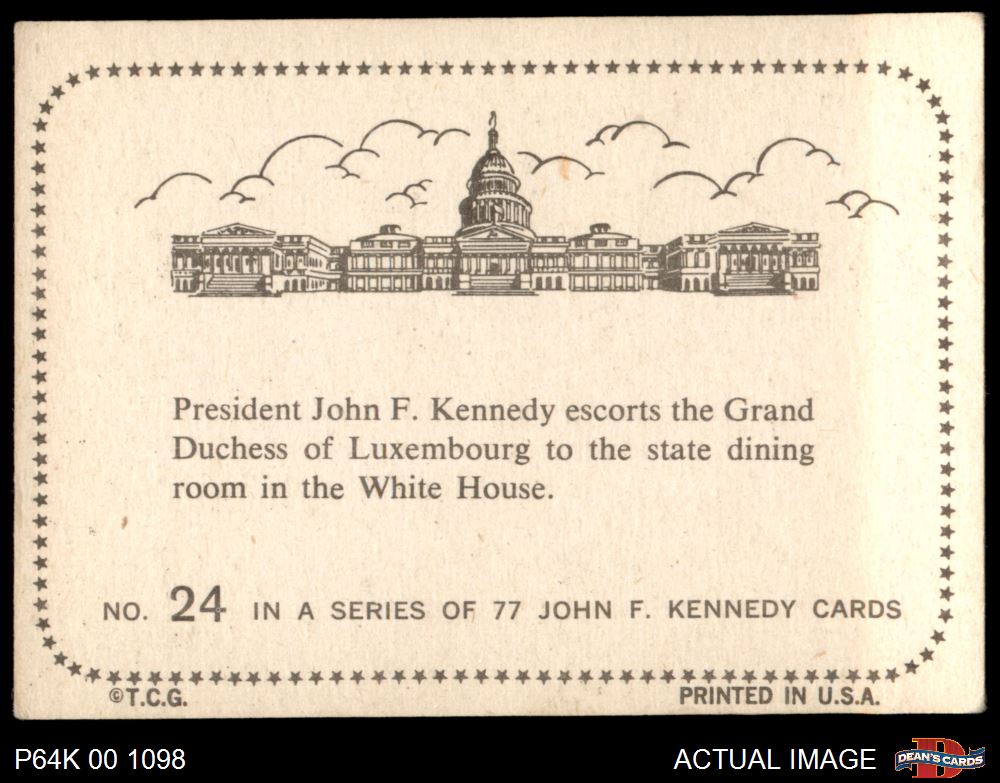 President John F. Kennedy escorts the Grand
Duchess of Luxembourg to the state dining
room in the White House.
NO. 24 IN A SERIES OF 77 JOHN F. KENNEDY CARDS
©T.C.G. PRINTED IN U.S.A.
P64K 00 1098 ACTUAL IMAGE D DEAN'S CARDS